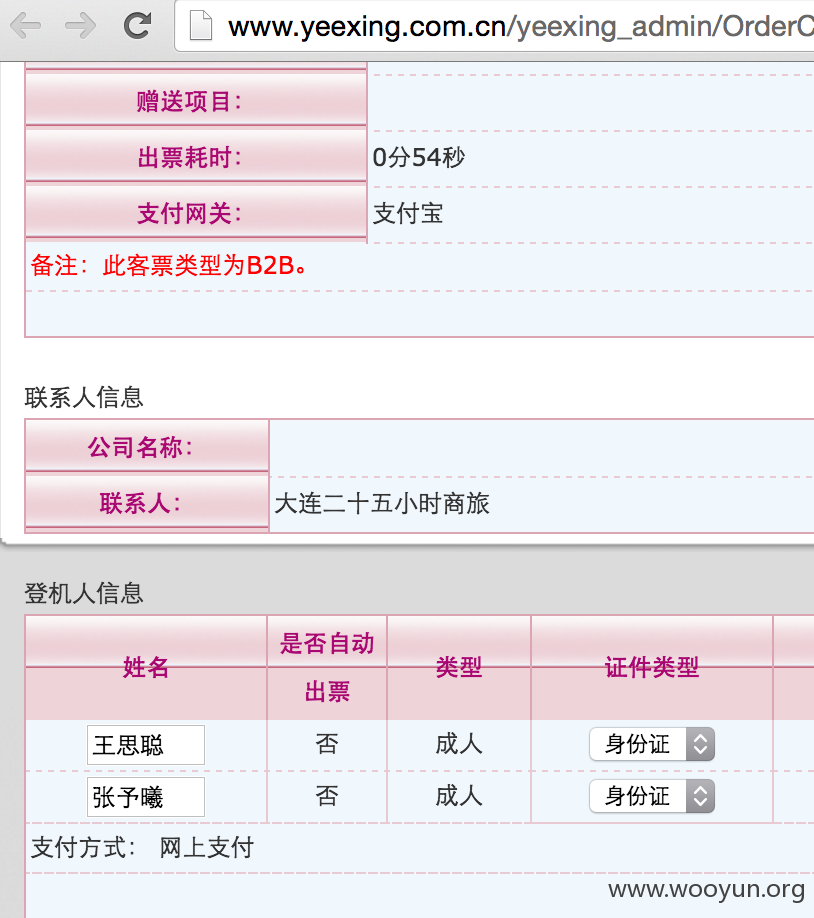 www.yeexing.com.cn/yeexing_admin/OrderC
赠送项目：
出票耗时： 0分54秒
支付网关： 支付宝
备注：此客票类型为B2B。
联系人信息
公司名称：
联系人： 大连二十五小时商旅
登机人信息
姓名 是否自动出票 类型 证件类型
王思聪 否 成人 身份证
张予曦 否 成人 身份证
支付方式： 网上支付
www.wooyun.org